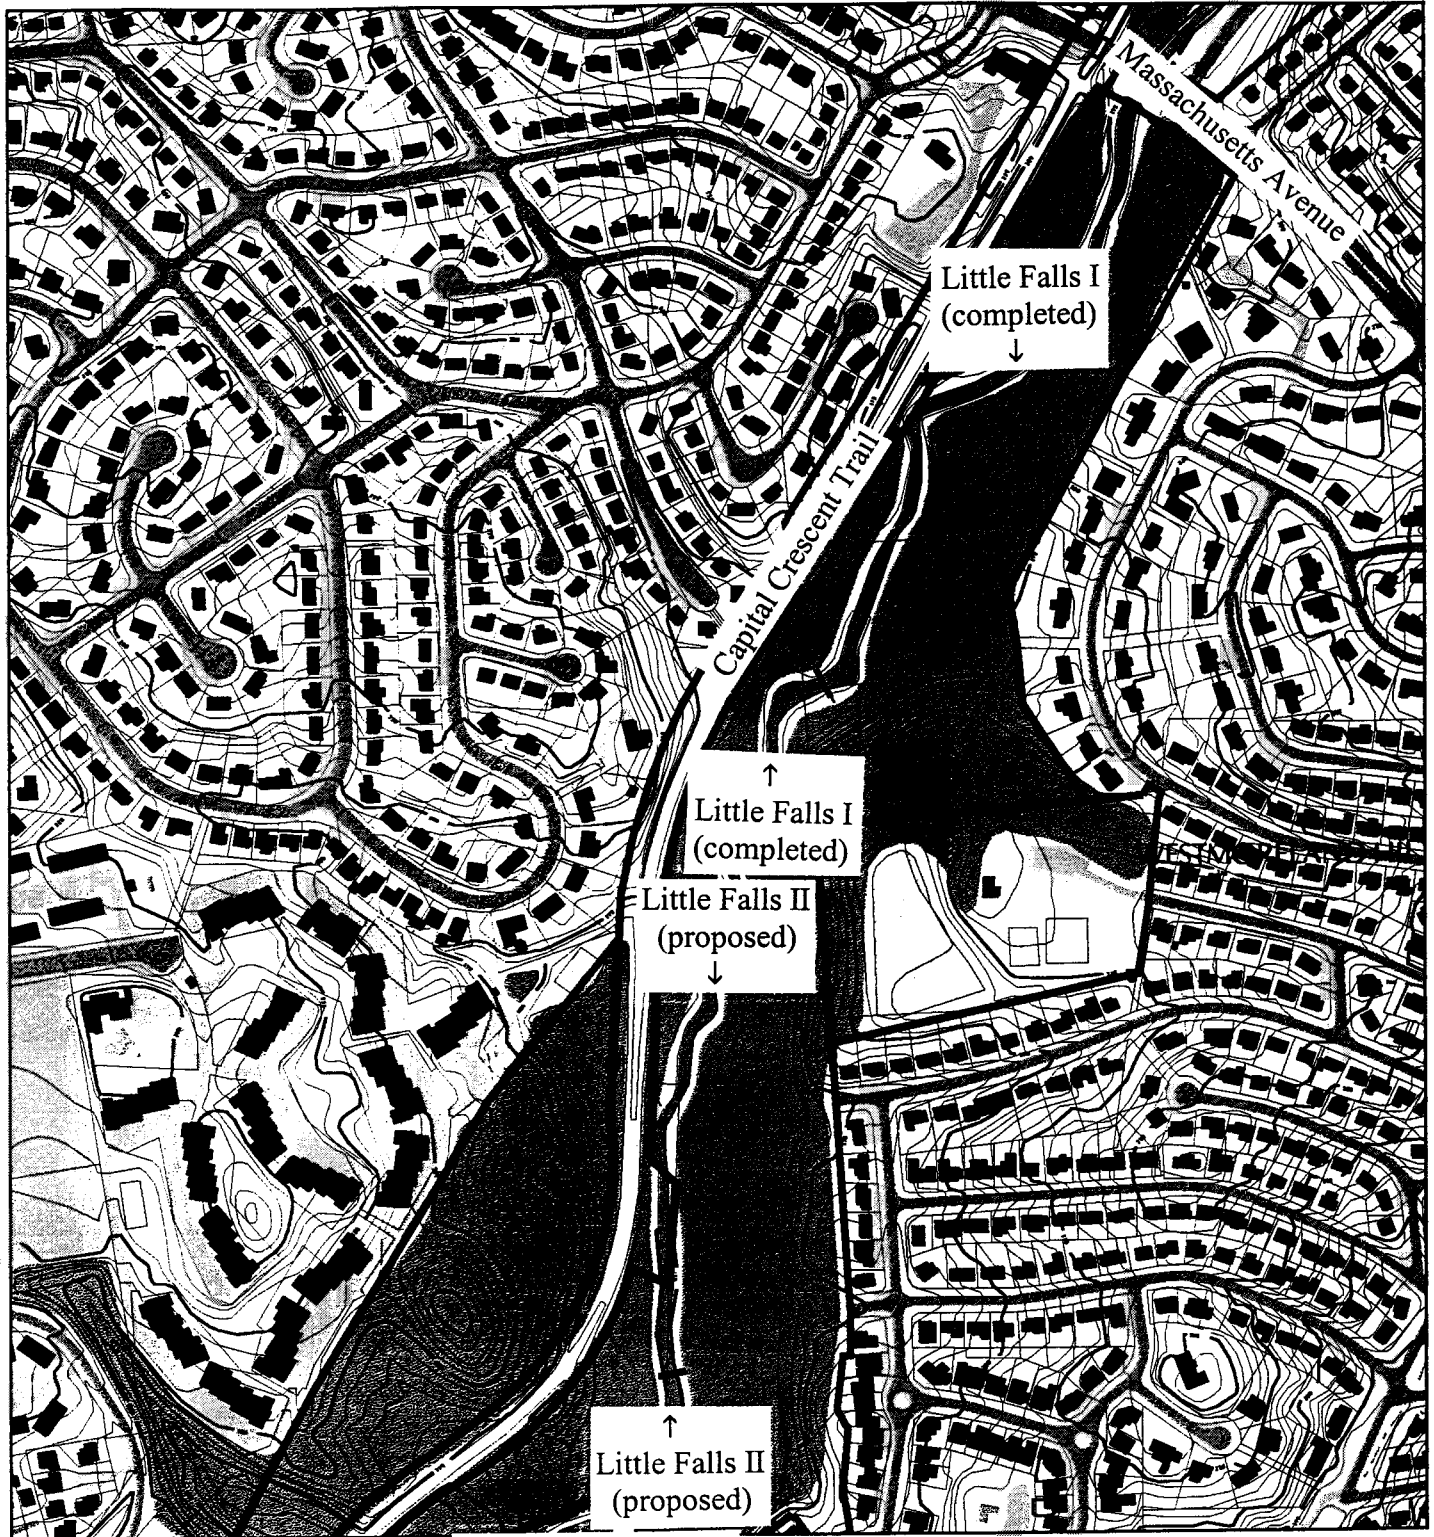 Massachusetts Avenue
Little Falls I
(completed)
↓
Capital Crescent Trail
↑
Little Falls I
(completed)
Little Falls II
(proposed)
↓
↑
Little Falls II
(proposed)